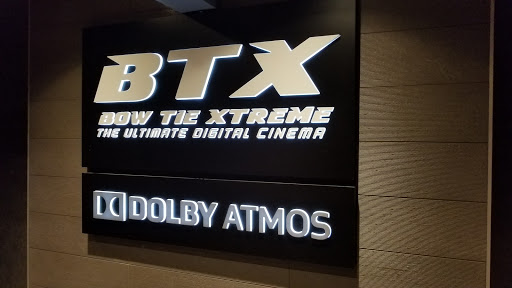 BTX
BOW TIE XTREME
THE ULTIMATE DIGITAL CINEMA
DOLBY ATMOS